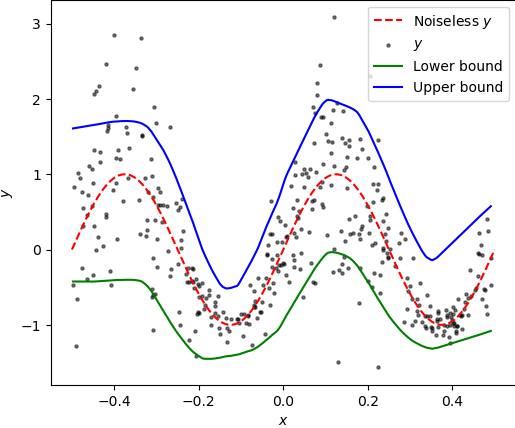 Noiseless y
y
Lower bound
Upper bound
3
2
1
0
−1
y
−0.4
−0.2
0.0
0.2
0.4
x